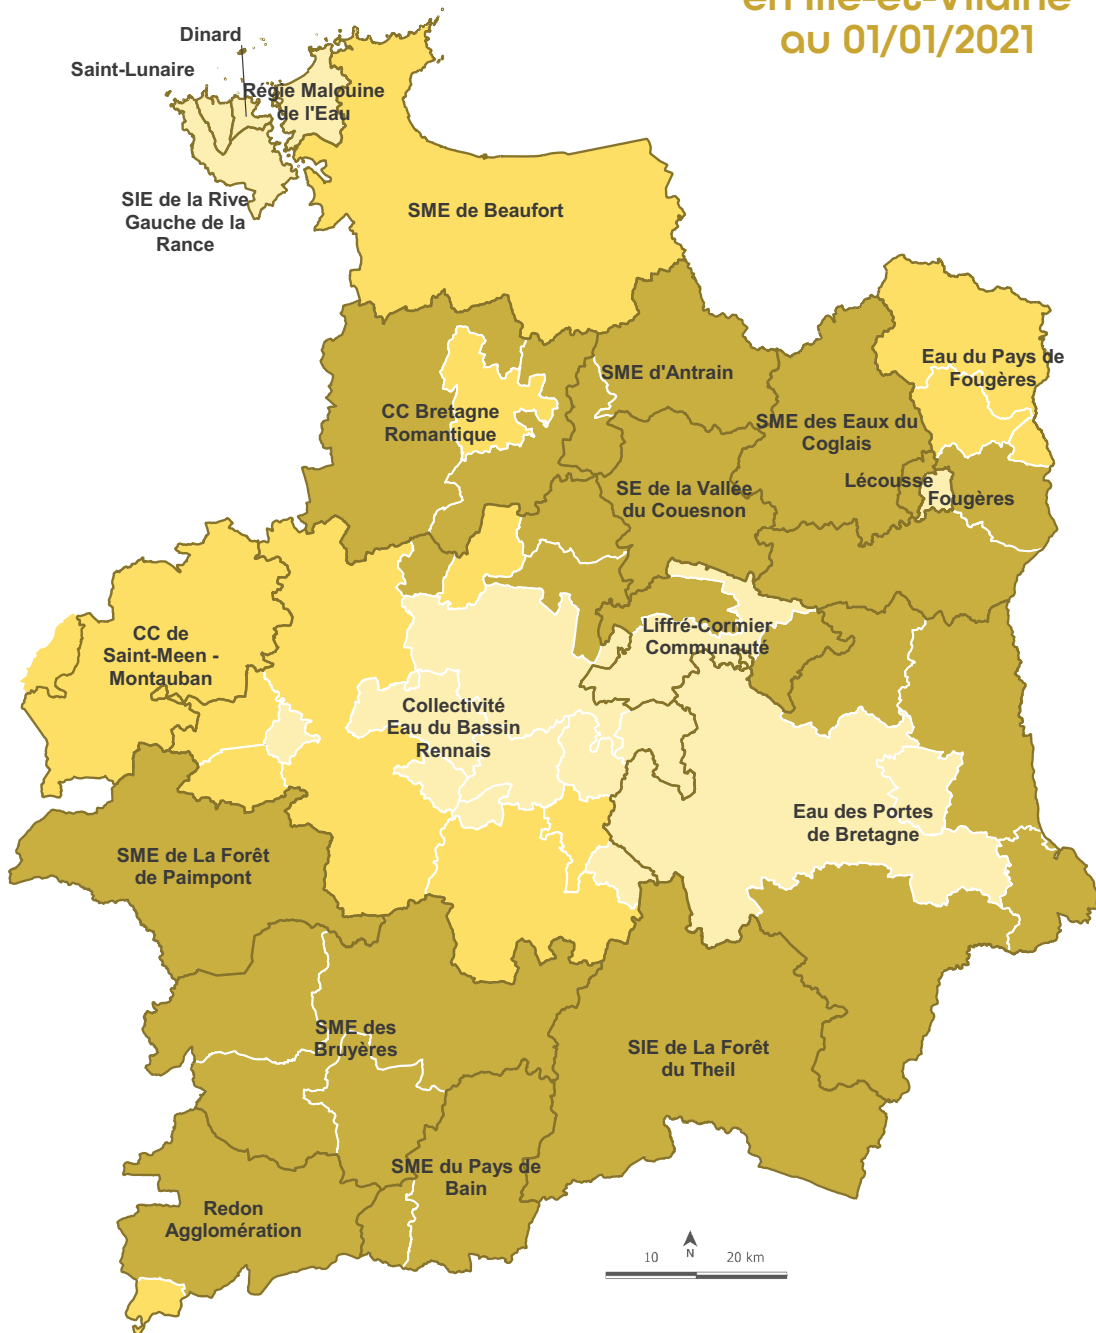 en Ille-et-Vilaine
au 01/01/2021
Dinard
Saint-Lunaire
Régie Malouine
de l'Eau
SIE de la Rive
Gauche de la
Rance
SME de Beaufort
Eau du Pays de
Fougères
SME d'Antrain
CC Bretagne
Romantique
SME des Eaux du
Coglais
Lécousse
Fougères
SE de la Vallée
du Couesnon
CC de
Saint-Meen -
Montauban
Liffré-Cormier
Communauté
Collectivité
Eau du Bassin
Rennais
Eau des Portes
de Bretagne
SME de La Forêt
de Paimpont
SME des
Bruyères
SIE de La Forêt
du Theil
SME du Pays de
Bain
Redon
Agglomération
N
10 20 km